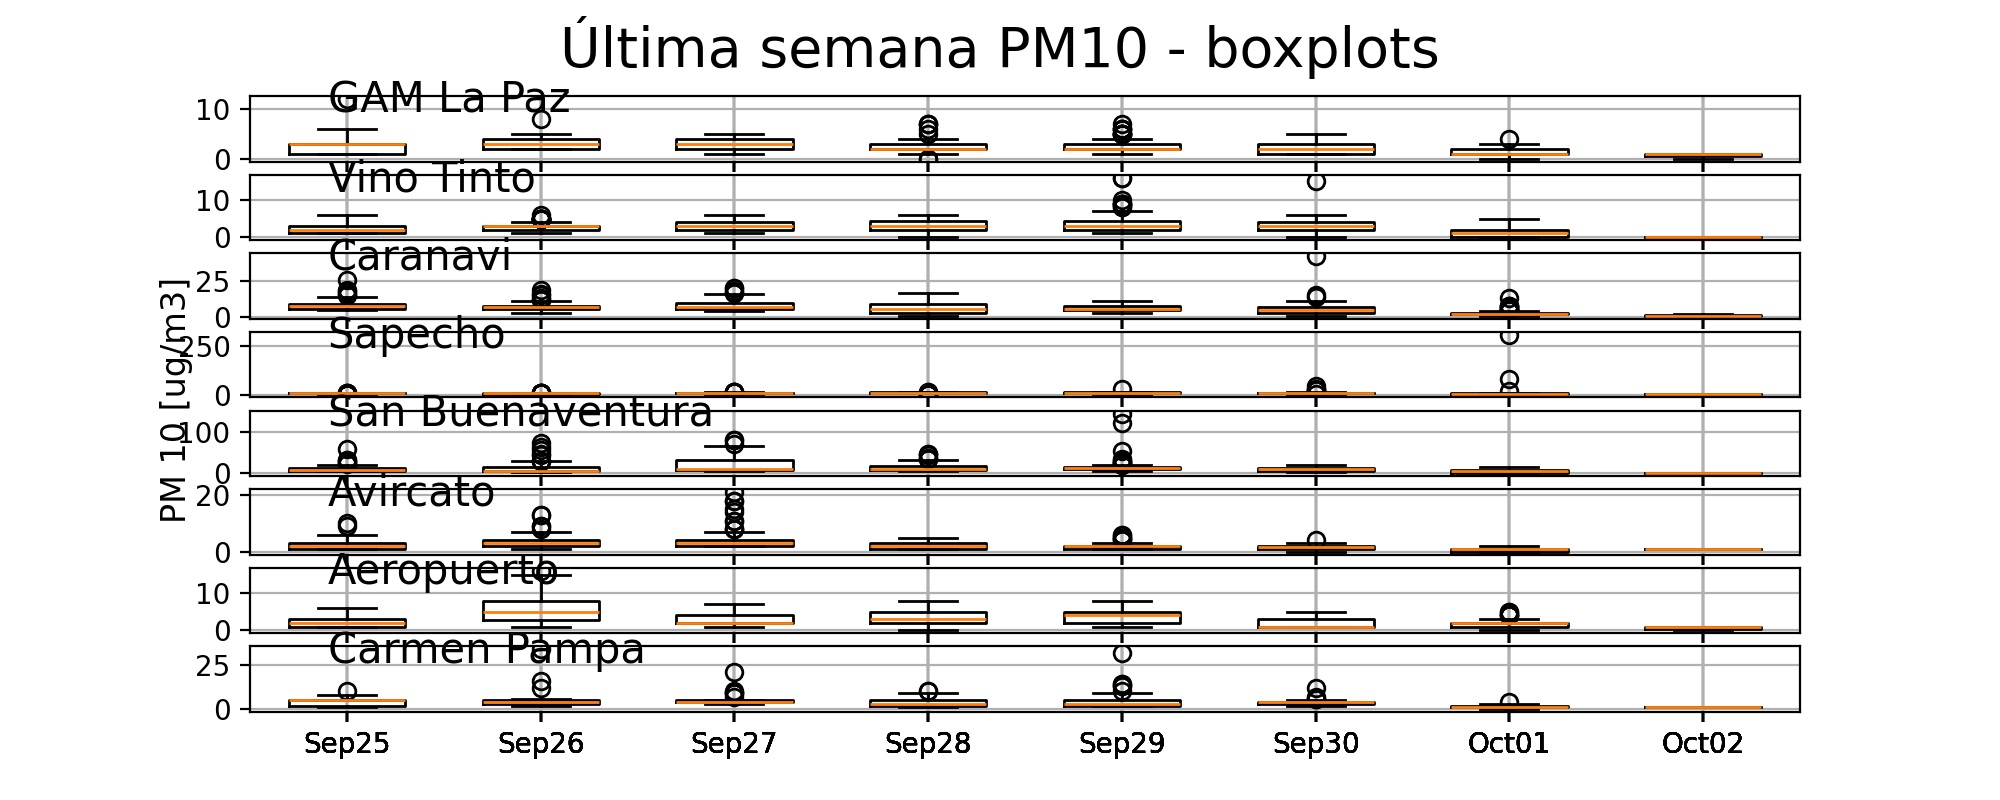 Última semana PM10 - boxplots
PM 10 [ug/m3]
GAM La Paz
10
0
Vino Tinto
10
0
Caranavi
25
0
Sapecho
250
0
San Buenaventura
100
0
Avircato
20
0
Aeropuerto
10
0
Carmen Pampa
25
0
Sep25 Sep26 Sep27 Sep28 Sep29 Sep30 Oct01 Oct02